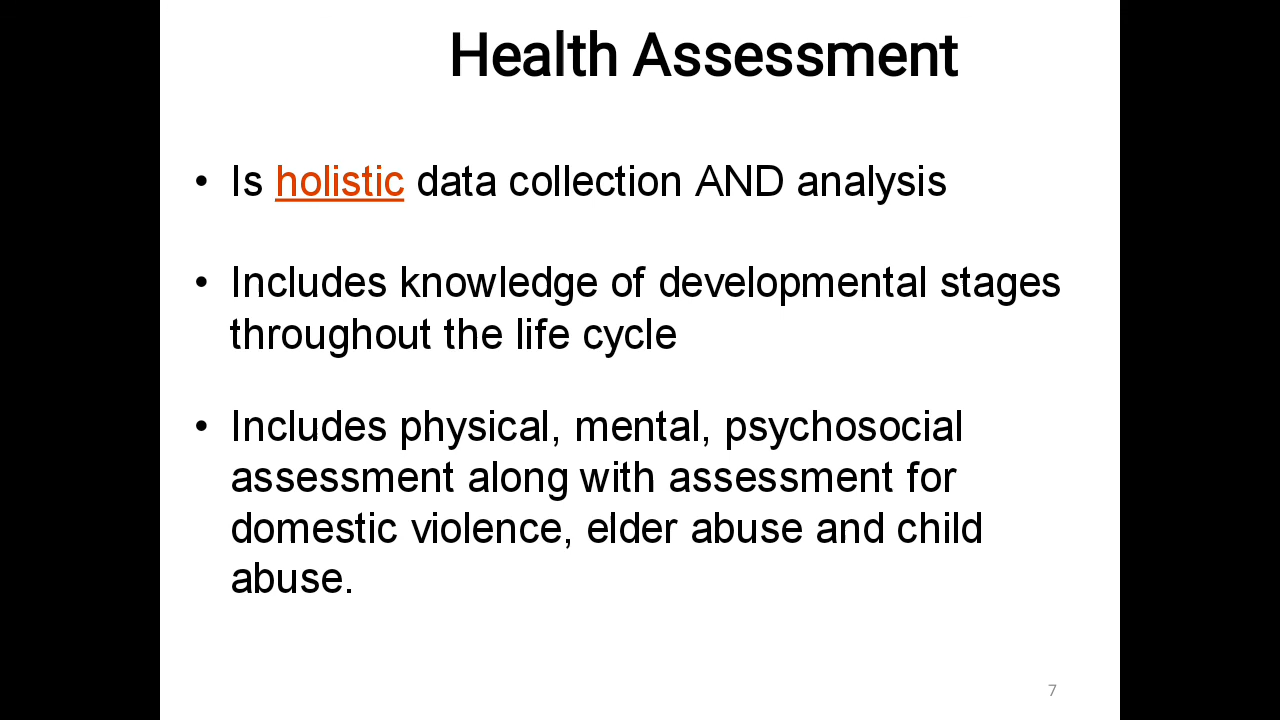 Health Assessment
• Is holistic data collection AND analysis
• Includes knowledge of developmental stages
throughout the life cycle
• Includes physical, mental, psychosocial
assessment along with assessment for
domestic violence, elder abuse and child
abuse.
7